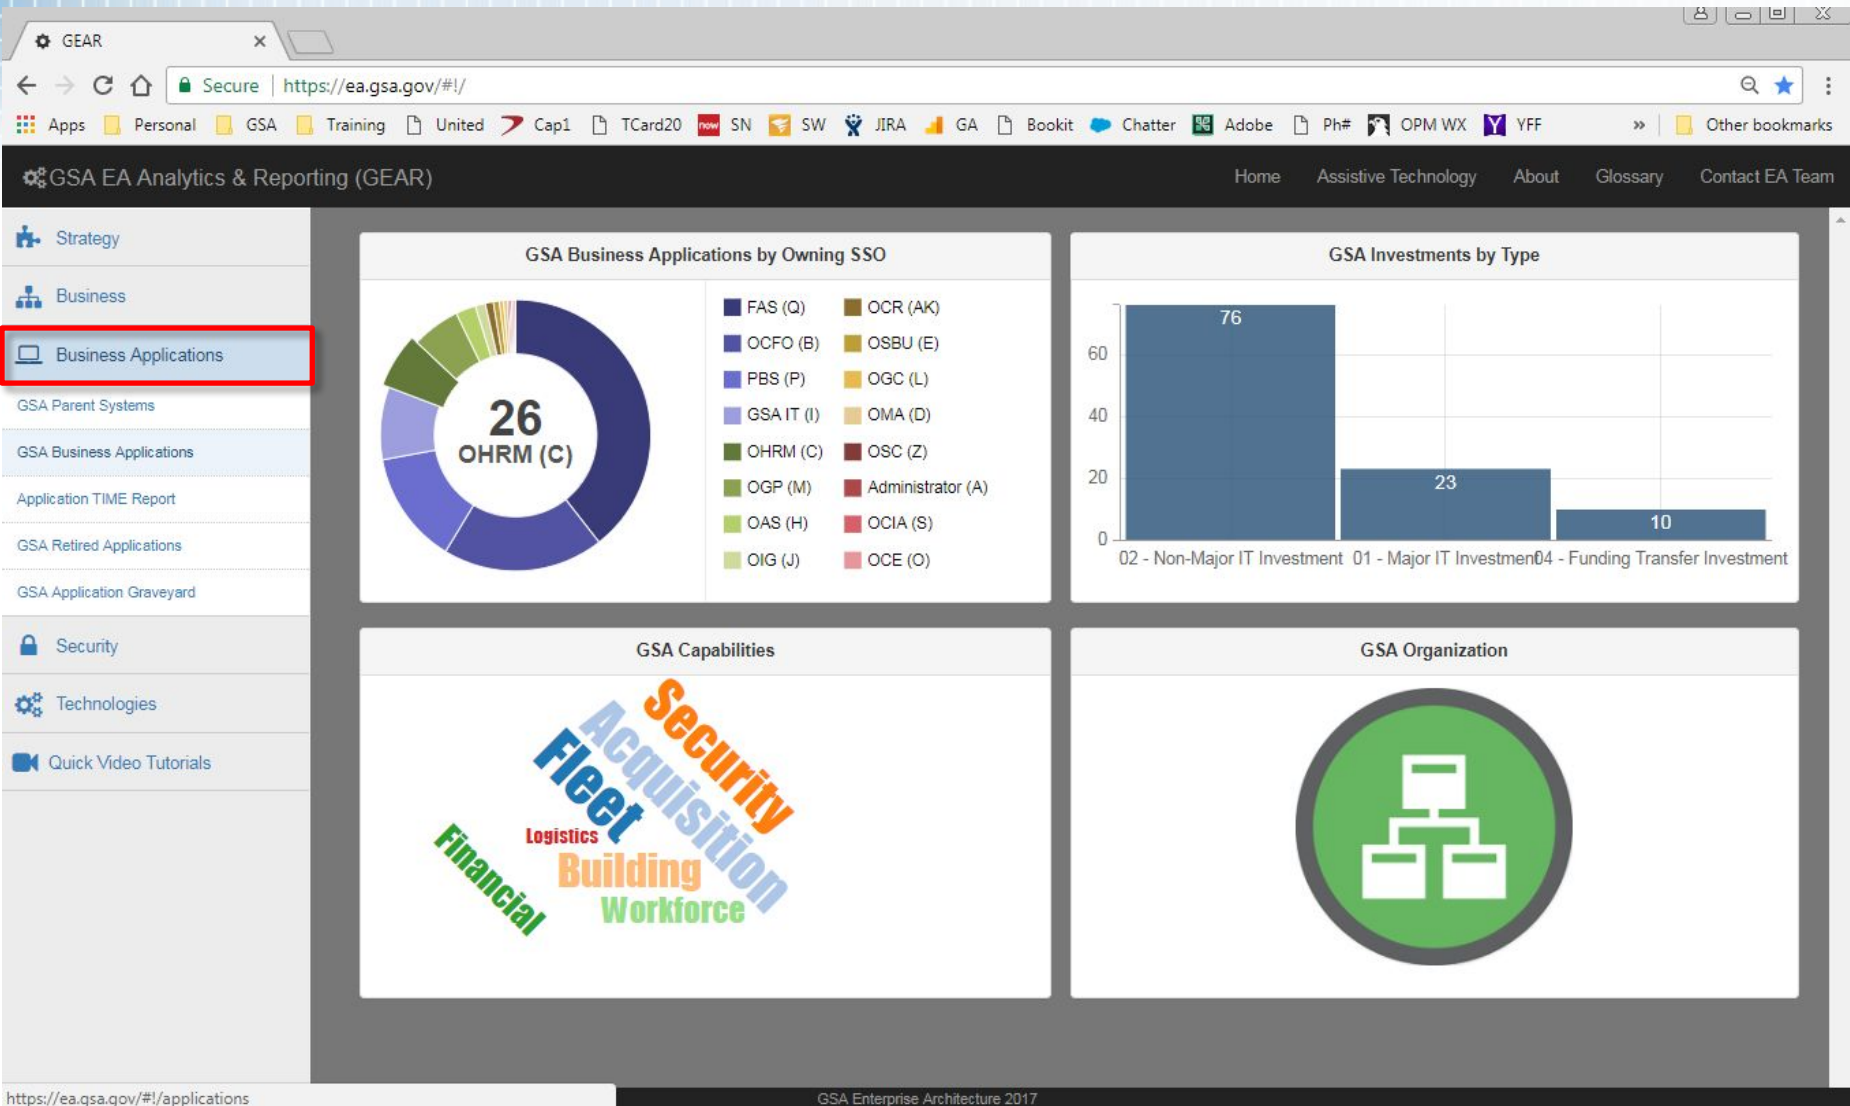 GEAR
Secure | https://ea.gsa.gov/#!/
Apps Personal GSA Training United Cap1 TCard20 now SN SW JIRA GA Bookit Chatter Adobe Ph# OPM WX Y YFF » Other bookmarks
GSA EA Analytics & Reporting (GEAR)
Home Assistive Technology About Glossary Contact EA Team
Strategy
Business
Business Applications
GSA Parent Systems
GSA Business Applications
Application TIME Report
GSA Retired Applications
GSA Application Graveyard
Security
Technologies
Quick Video Tutorials
GSA Business Applications by Owning SSO
26
OHRM (C)
FAS (Q)
OCFO (B)
PBS (P)
GSA IT (I)
OHRM (C)
OGP (M)
OAS (H)
OIG (J)
OCR (AK)
OSBU (E)
OGC (L)
OMA (D)
OSC (Z)
Administrator (A)
OCIA (S)
OCE (O)
GSA Investments by Type
60
40
20
0
76
23
10
02 - Non-Major IT Investment
01 - Major IT Investment
04 - Funding Transfer Investment
GSA Capabilities
Security
Acquisition
Fleet
Logistics
Financial
Building
Workforce
GSA Organization
https://ea.gsa.gov/#!/applications
GSA Enterprise Architecture 2017